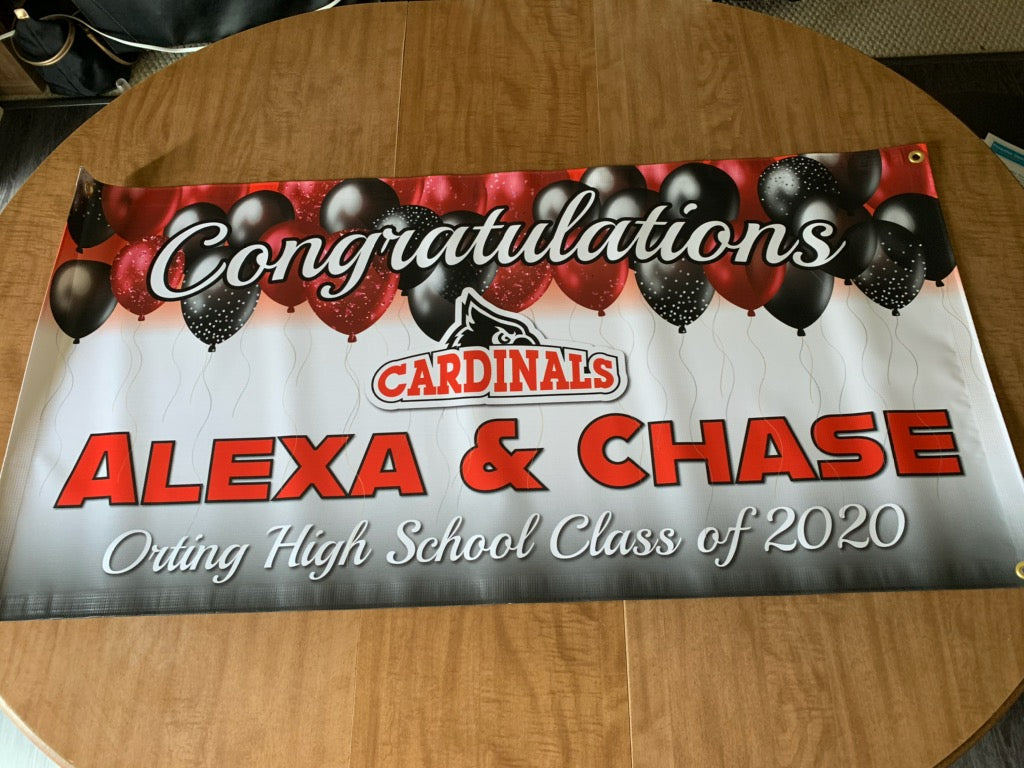 Congratulations
CARDINALS
ALEXA & CHASE
Orting High School Class of 2020